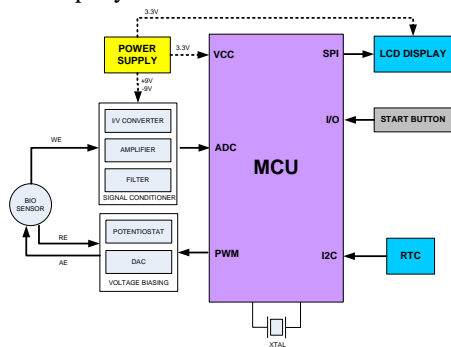 3.3V
POWER
SUPPLY
3.3V
+9V
-9V
VCC
SPI
LCD DISPLAY
I/V CONVERTER
AMPLIFIER
FILTER
SIGNAL CONDITIONER
ADC
MCU
I/O
START BUTTON
WE
BIO
SENSOR
RE
AE
POTENTIOSTAT
DAC
VOLTAGE BIASING
PWM
I2C
RTC
XTAL